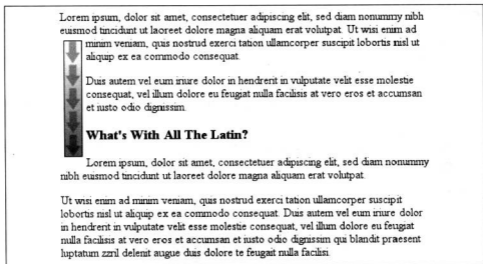 Lorem ipsum, dolor sit amet, consectetuer adipiscing elit, sed diam nonummy nibh
euismod tincidunt ut laoreet dolore magna aliquam erat volutpat. Ut wisi enim ad
minim veniam, quis nostrud exerci tation ullamcorper suscipit lobortis nisl ut
aliquip ex ea commodo consequat.
Duis autem vel eum iriure dolor in hendrerit in vulputate velit esse molestie
consequat, vel illum dolore eu feugiat nulla facilisis at vero eros et accumsan
et iusto odio dignissim.
What's With All The Latin?
Lorem ipsum, dolor sit amet, consectetuer adipiscing elit, sed diam nonummy
nibh euismod tincidunt ut laoreet dolore magna aliquam erat volutpat.
Ut wisi enim ad minim veniam, quis nostrud exerci tation ullamcorper suscipit
lobortis nisl ut aliquip ex ea commodo consequat. Duis autem vel eum iriure dolor
in hendrerit in vulputate velit esse molestie consequat, vel illum dolore eu feugiat
nulla facilisis at vero eros et accumsan et iusto odio dignissim qui blandit praesent
luptatum zzril delenit augue duis dolore te feugait nulla facilisi.